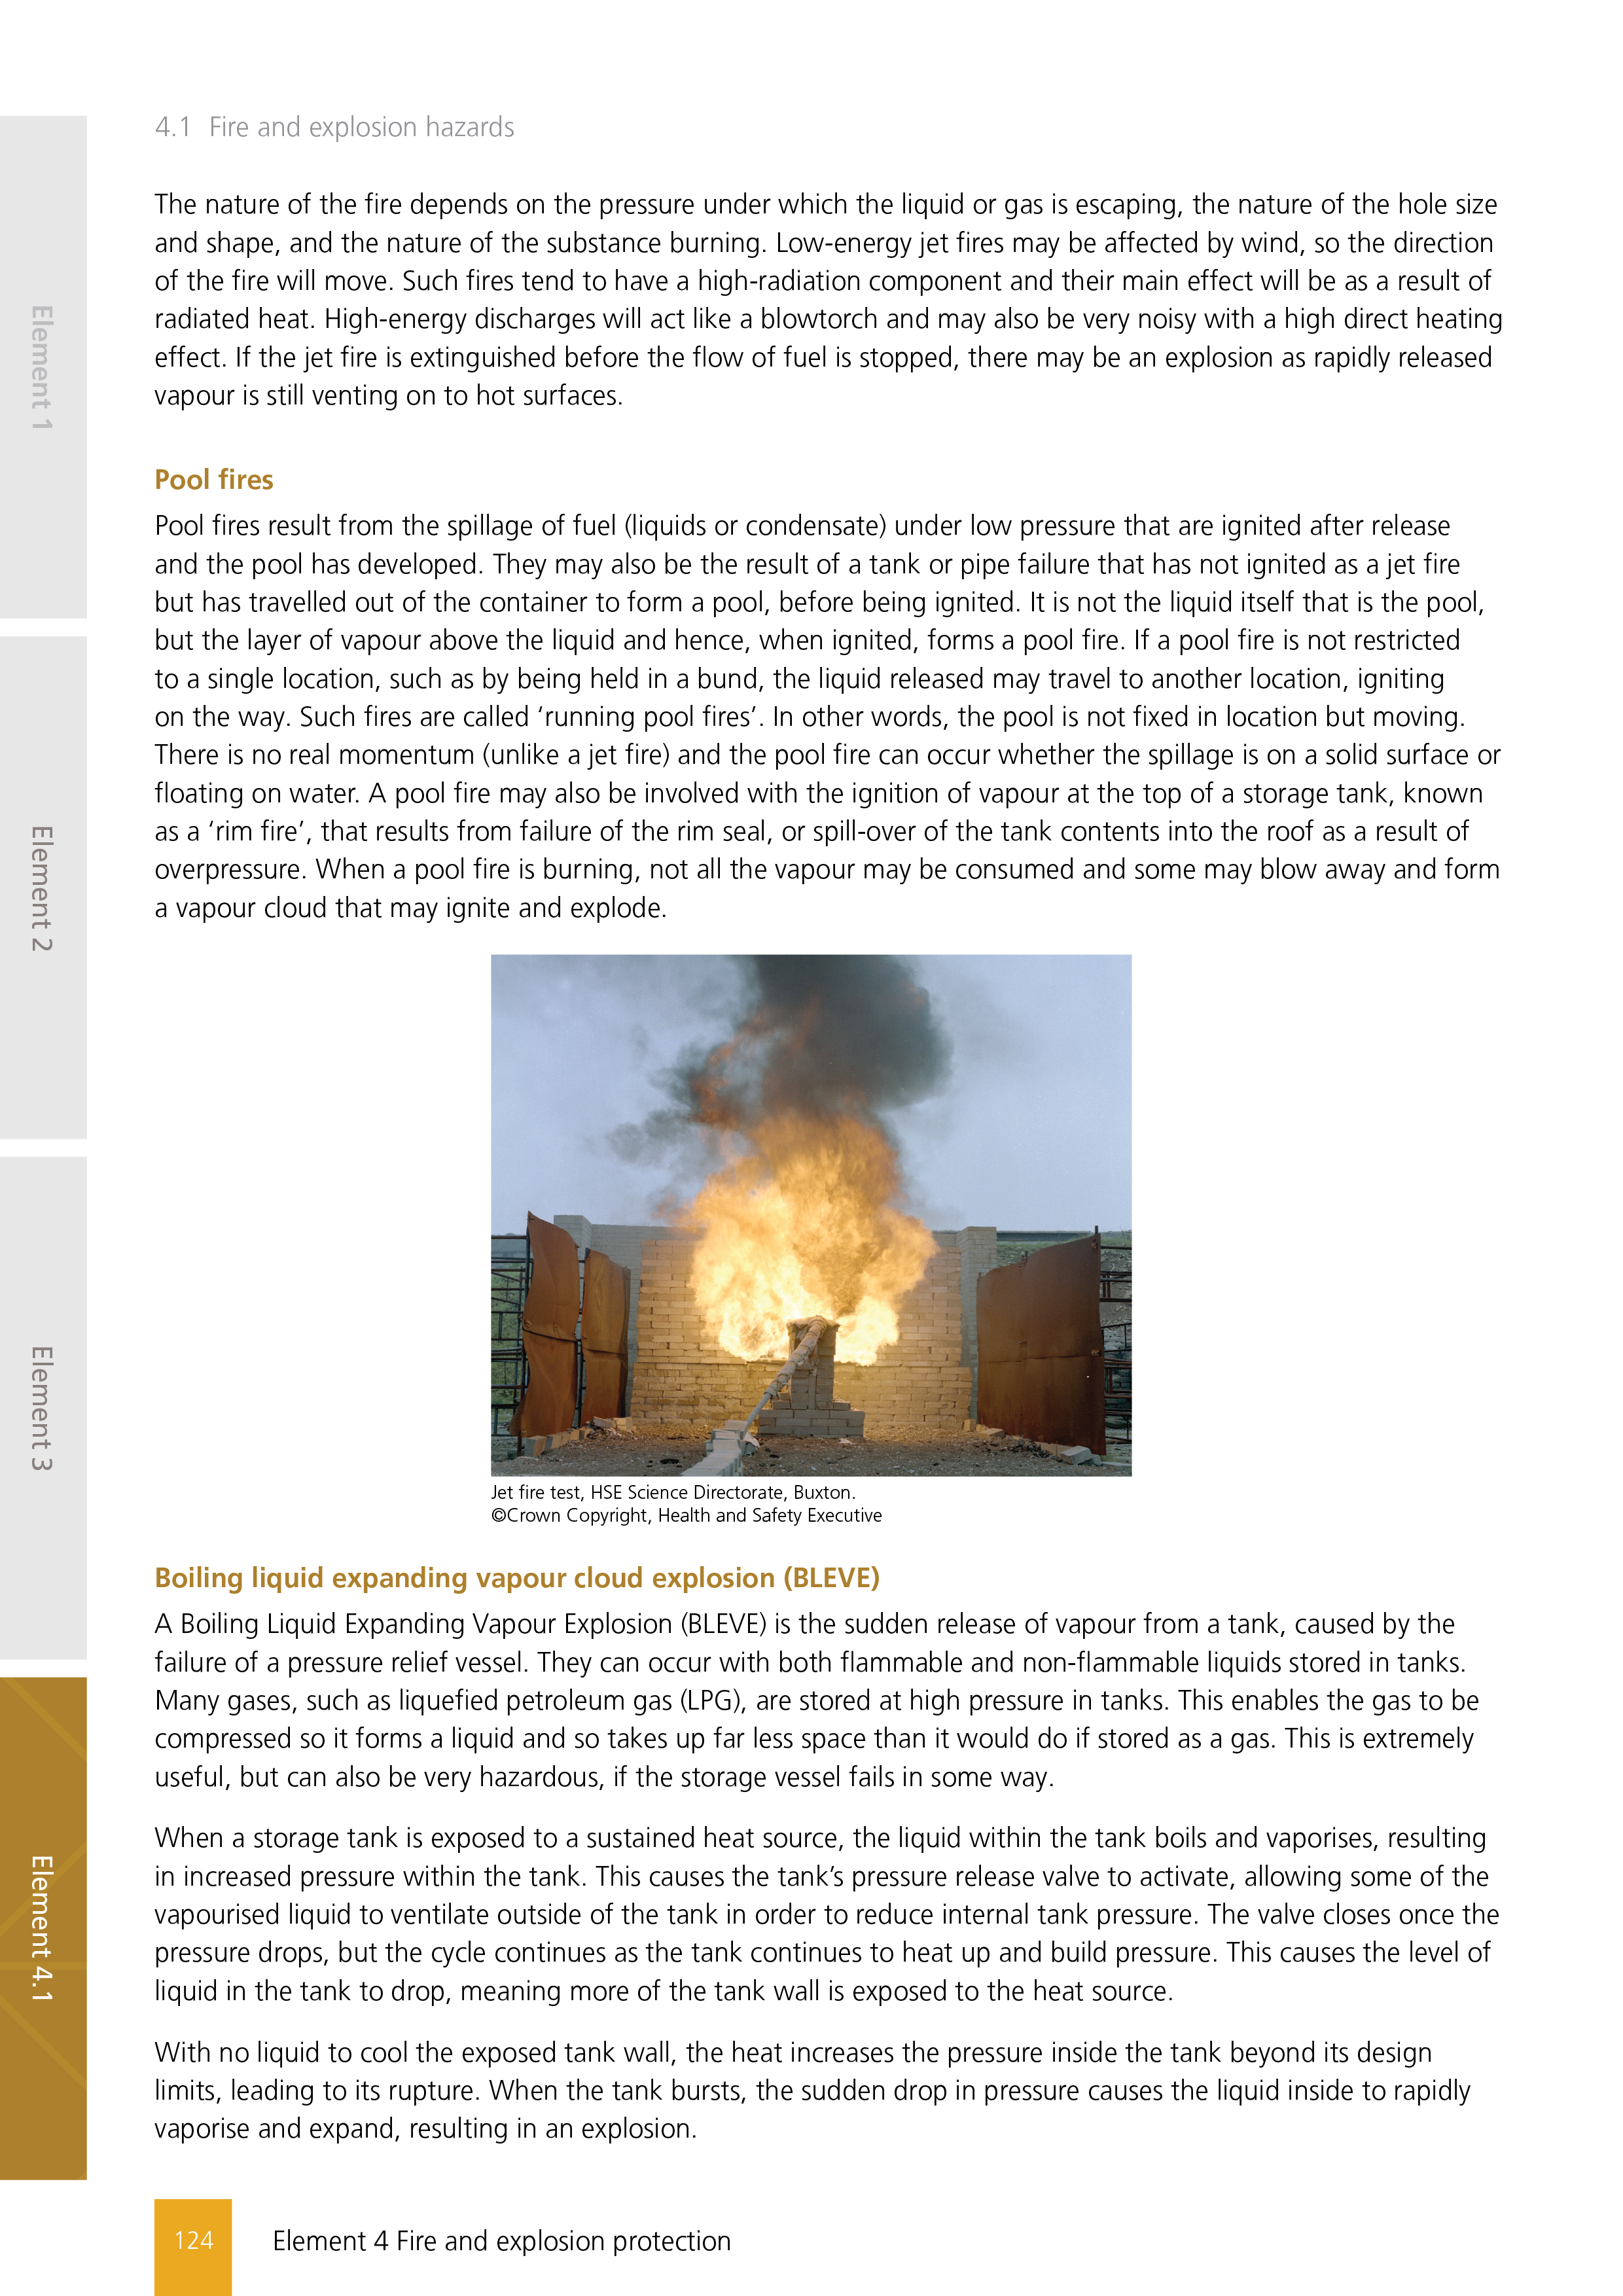 4.1 Fire and explosion hazards
The nature of the fire depends on the pressure under which the liquid or gas is escaping, the nature of the hole size
and shape, and the nature of the substance burning. Low-energy jet fires may be affected by wind, so the direction
of the fire will move. Such fires tend to have a high-radiation component and their main effect will be as a result of
radiated heat. High-energy discharges will act like a blowtorch and may also be very noisy with a high direct heating
effect. If the jet fire is extinguished before the flow of fuel is stopped, there may be an explosion as rapidly released
vapour is still venting on to hot surfaces.
Pool fires
Pool fires result from the spillage of fuel (liquids or condensate) under low pressure that are ignited after release
and the pool has developed. They may also be the result of a tank or pipe failure that has not ignited as a jet fire
but has travelled out of the container to form a pool, before being ignited. It is not the liquid itself that is the pool,
but the layer of vapour above the liquid and hence, when ignited, forms a pool fire. If a pool fire is not restricted
to a single location, such as by being held in a bund, the liquid released may travel to another location, igniting
on the way. Such fires are called ‘running pool fires’. In other words, the pool is not fixed in location but moving.
There is no real momentum (unlike a jet fire) and the pool fire can occur whether the spillage is on a solid surface or
floating on water. A pool fire may also be involved with the ignition of vapour at the top of a storage tank, known
as a ‘rim fire’, that results from failure of the rim seal, or spill-over of the tank contents into the roof as a result of
overpressure. When a pool fire is burning, not all the vapour may be consumed and some may blow away and form
a vapour cloud that may ignite and explode.
Jet fire test, HSE Science Directorate, Buxton.
©Crown Copyright, Health and Safety Executive
Boiling liquid expanding vapour cloud explosion (BLEVE)
A Boiling Liquid Expanding Vapour Explosion (BLEVE) is the sudden release of vapour from a tank, caused by the
failure of a pressure relief vessel. They can occur with both flammable and non-flammable liquids stored in tanks.
Many gases, such as liquefied petroleum gas (LPG), are stored at high pressure in tanks. This enables the gas to be
compressed so it forms a liquid and so takes up far less space than it would do if stored as a gas. This is extremely
useful, but can also be very hazardous, if the storage vessel fails in some way.
When a storage tank is exposed to a sustained heat source, the liquid within the tank boils and vaporises, resulting
in increased pressure within the tank. This causes the tank’s pressure release valve to activate, allowing some of the
vapourised liquid to ventilate outside of the tank in order to reduce internal tank pressure. The valve closes once the
pressure drops, but the cycle continues as the tank continues to heat up and build pressure. This causes the level of
liquid in the tank to drop, meaning more of the tank wall is exposed to the heat source.
With no liquid to cool the exposed tank wall, the heat increases the pressure inside the tank beyond its design
limits, leading to its rupture. When the tank bursts, the sudden drop in pressure causes the liquid inside to rapidly
vaporise and expand, resulting in an explosion.
124 Element 4 Fire and explosion protection
Element 1
Element 2
Element 3
Element 4.1